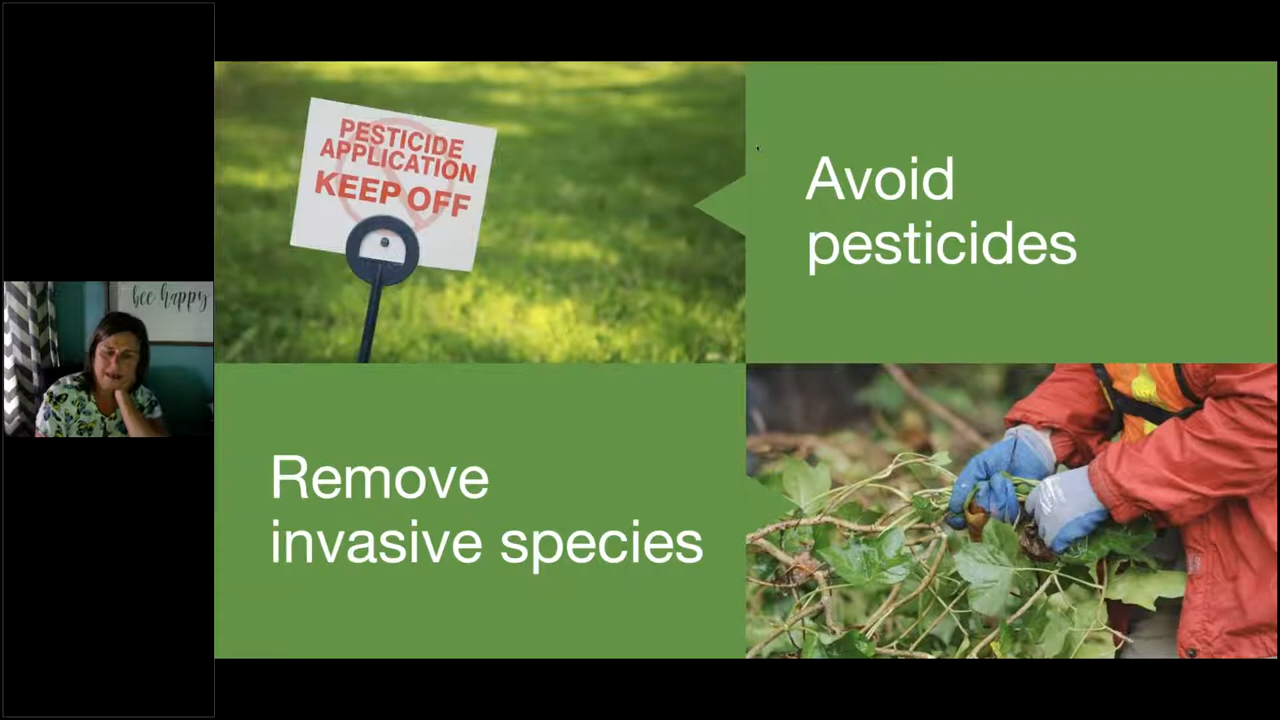 PESTICIDE
APPLICATION
KEEP OFF
Avoid
pesticides
bee happy
Remove
invasive species